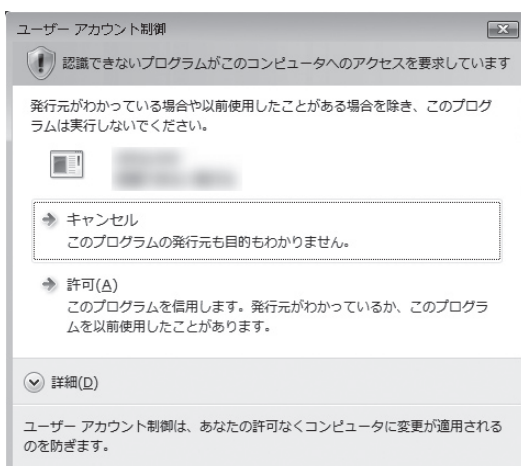 ユーザー アカウント制御
認識できないプログラムがこのコンピュータへのアクセスを要求しています
発行元がわかっている場合や以前使用したことがある場合を除き、このプログ
ラムは実行しないでください。
キャンセル
このプログラムの発行元も目的もわかりません。
許可(A)
このプログラムを信用します。発行元がわかっているか、このプログラ
ムを以前使用したことがあります。
詳細(D)
ユーザー アカウント制御は、あなたの許可なくコンピュータに変更が適用される
のを防ぎます。